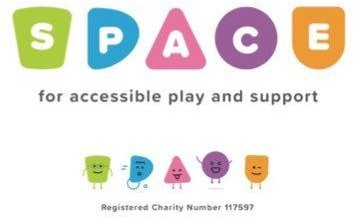 SPACE
for accessible play and support
Registered Charity Number 117597